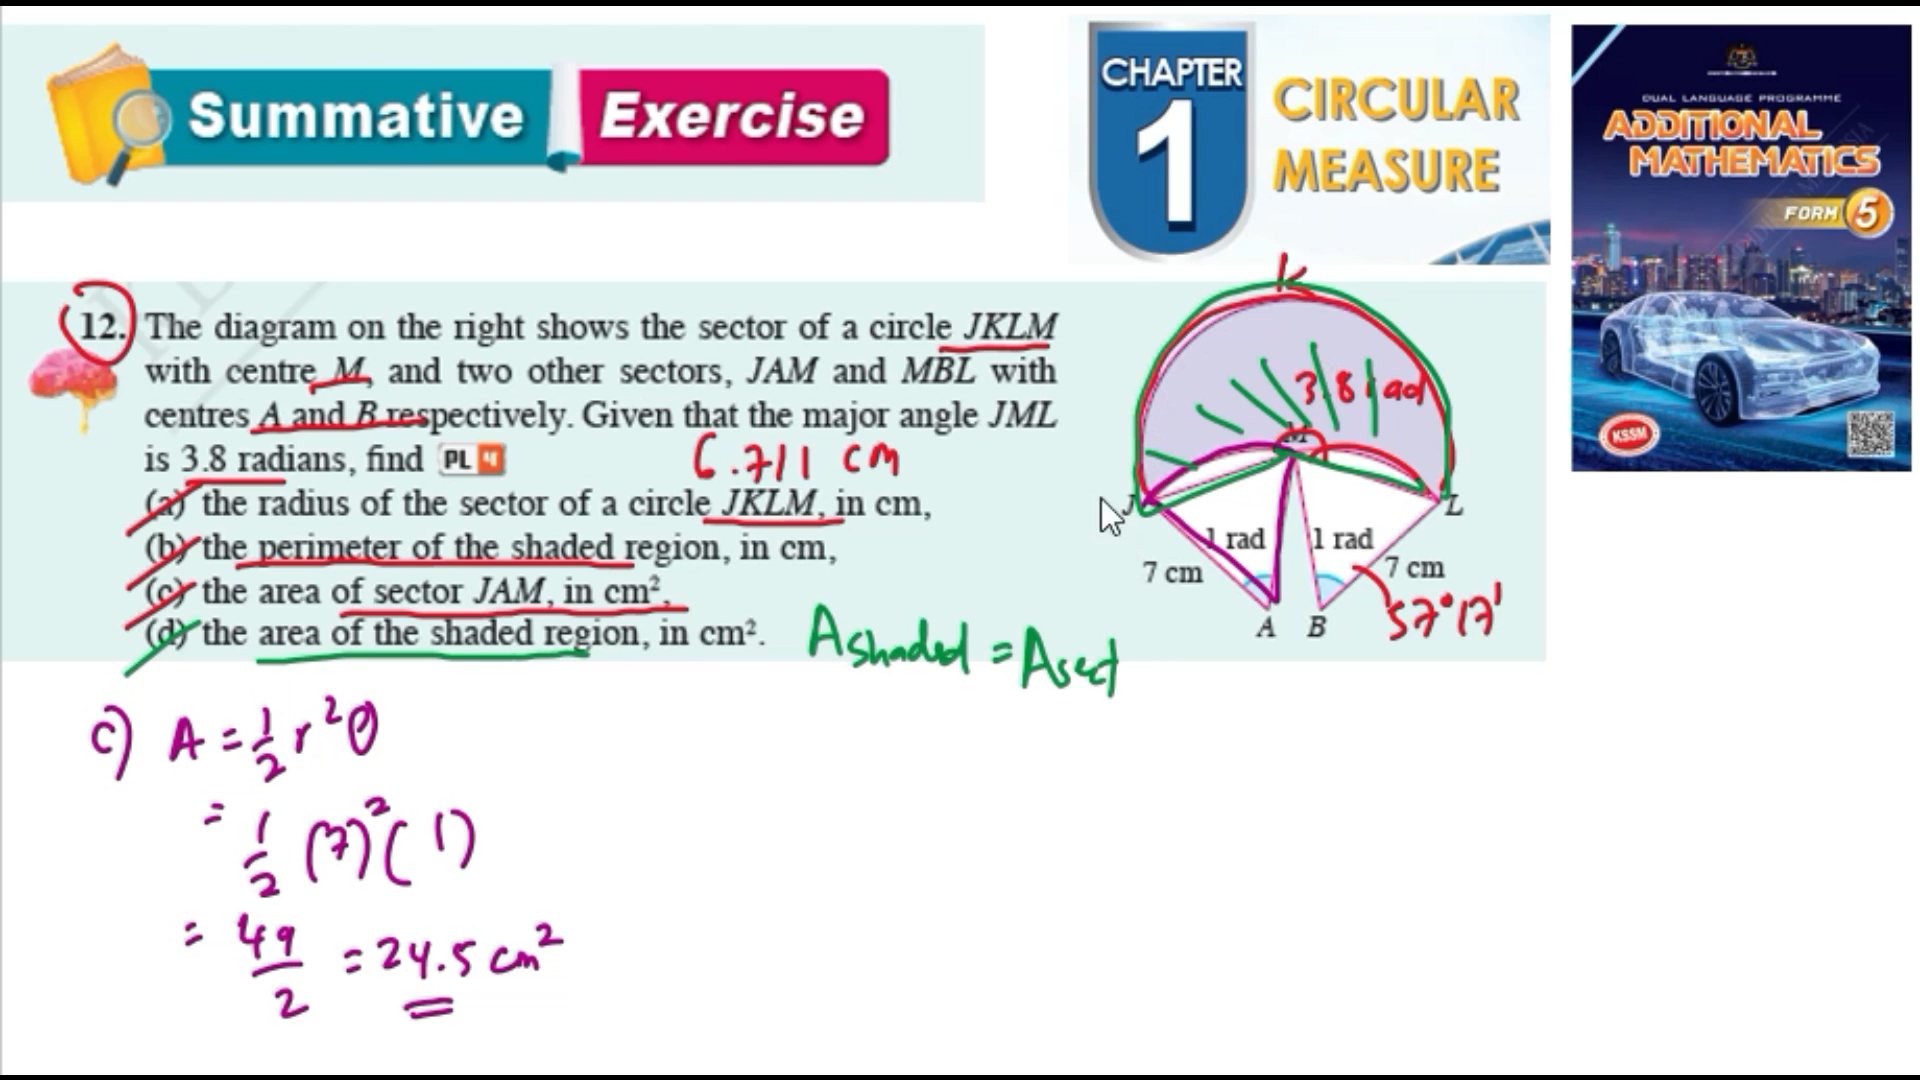 Summative Exercise
CHAPTER
1
CIRCULAR
MEASURE
DUAL LANGUAGE PROGRAMME
ADDITIONAL
MATHEMATICS
FORM 5
KSSM
12. The diagram on the right shows the sector of a circle JKLM
with centre M, and two other sectors, JAM and MBL with
centres A and B respectively. Given that the major angle JML
is 3.8 radians, find PL 4
6.711 cm
(a) the radius of the sector of a circle JKLM, in cm,
(b) the perimeter of the shaded region, in cm,
(c) the area of sector JAM, in cm²,
(d) the area of the shaded region, in cm².
K
3.8 rad
M
J
L
1 rad
1 rad
7 cm
7 cm
A
B
57°17'
A shaded = A sect
c) A = 1/2 r²θ
= 1/2 (7)² (1)
= 49/2 = 24.5 cm²